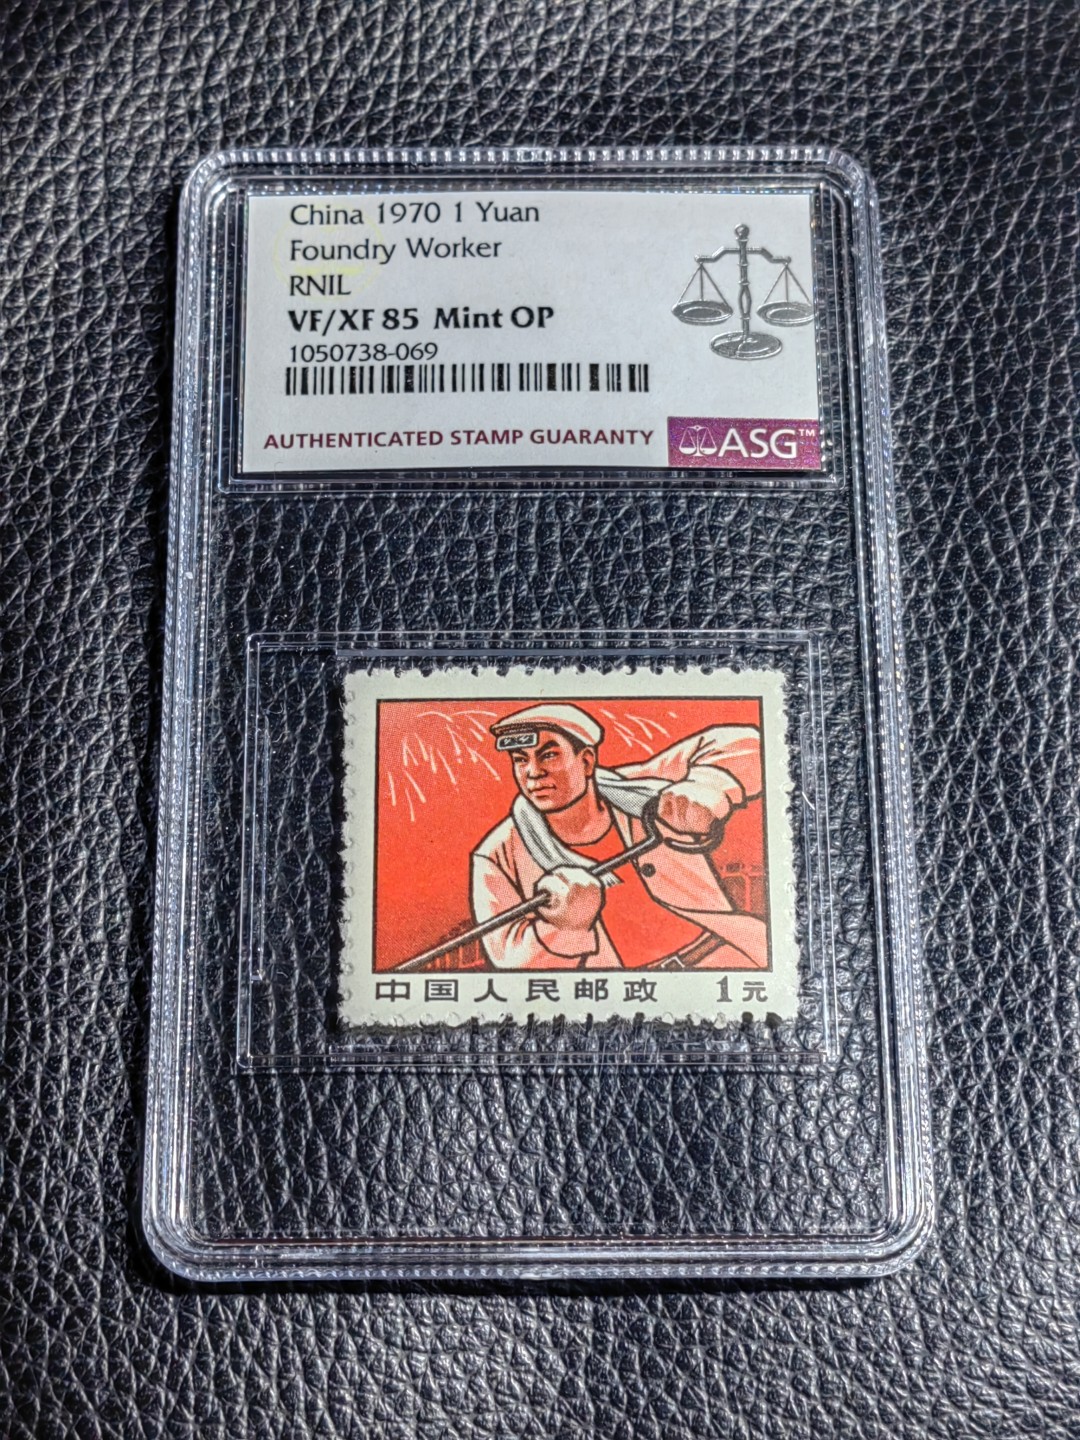 China 1970 1 Yuan
Foundry Worker
RNIL
VF/XF 85 Mint OP
1050738-069
AUTHENTICATED STAMP GUARANTY
ASG™
中国人民邮政 1元